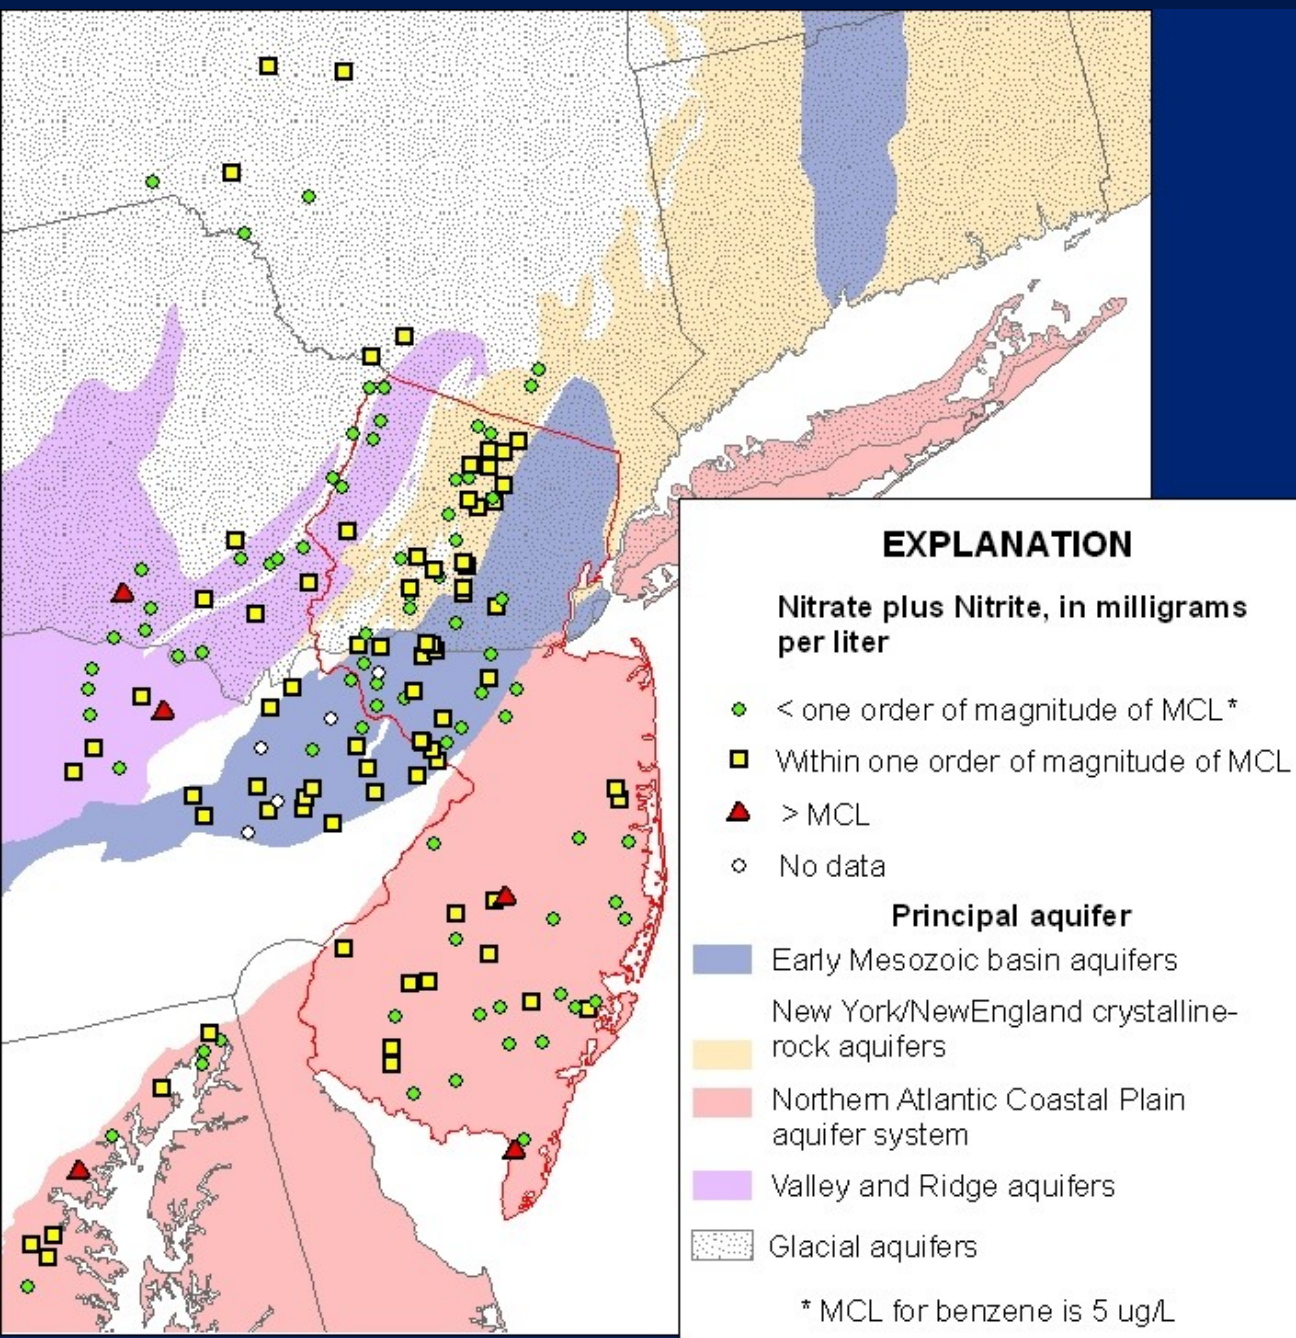 EXPLANATION
Nitrate plus Nitrite, in milligrams
per liter
< one order of magnitude of MCL*
Within one order of magnitude of MCL
> MCL
No data
Principal aquifer
Early Mesozoic basin aquifers
New York/NewEngland crystalline-
rock aquifers
Northern Atlantic Coastal Plain
aquifer system
Valley and Ridge aquifers
Glacial aquifers
* MCL for benzene is 5 ug/L